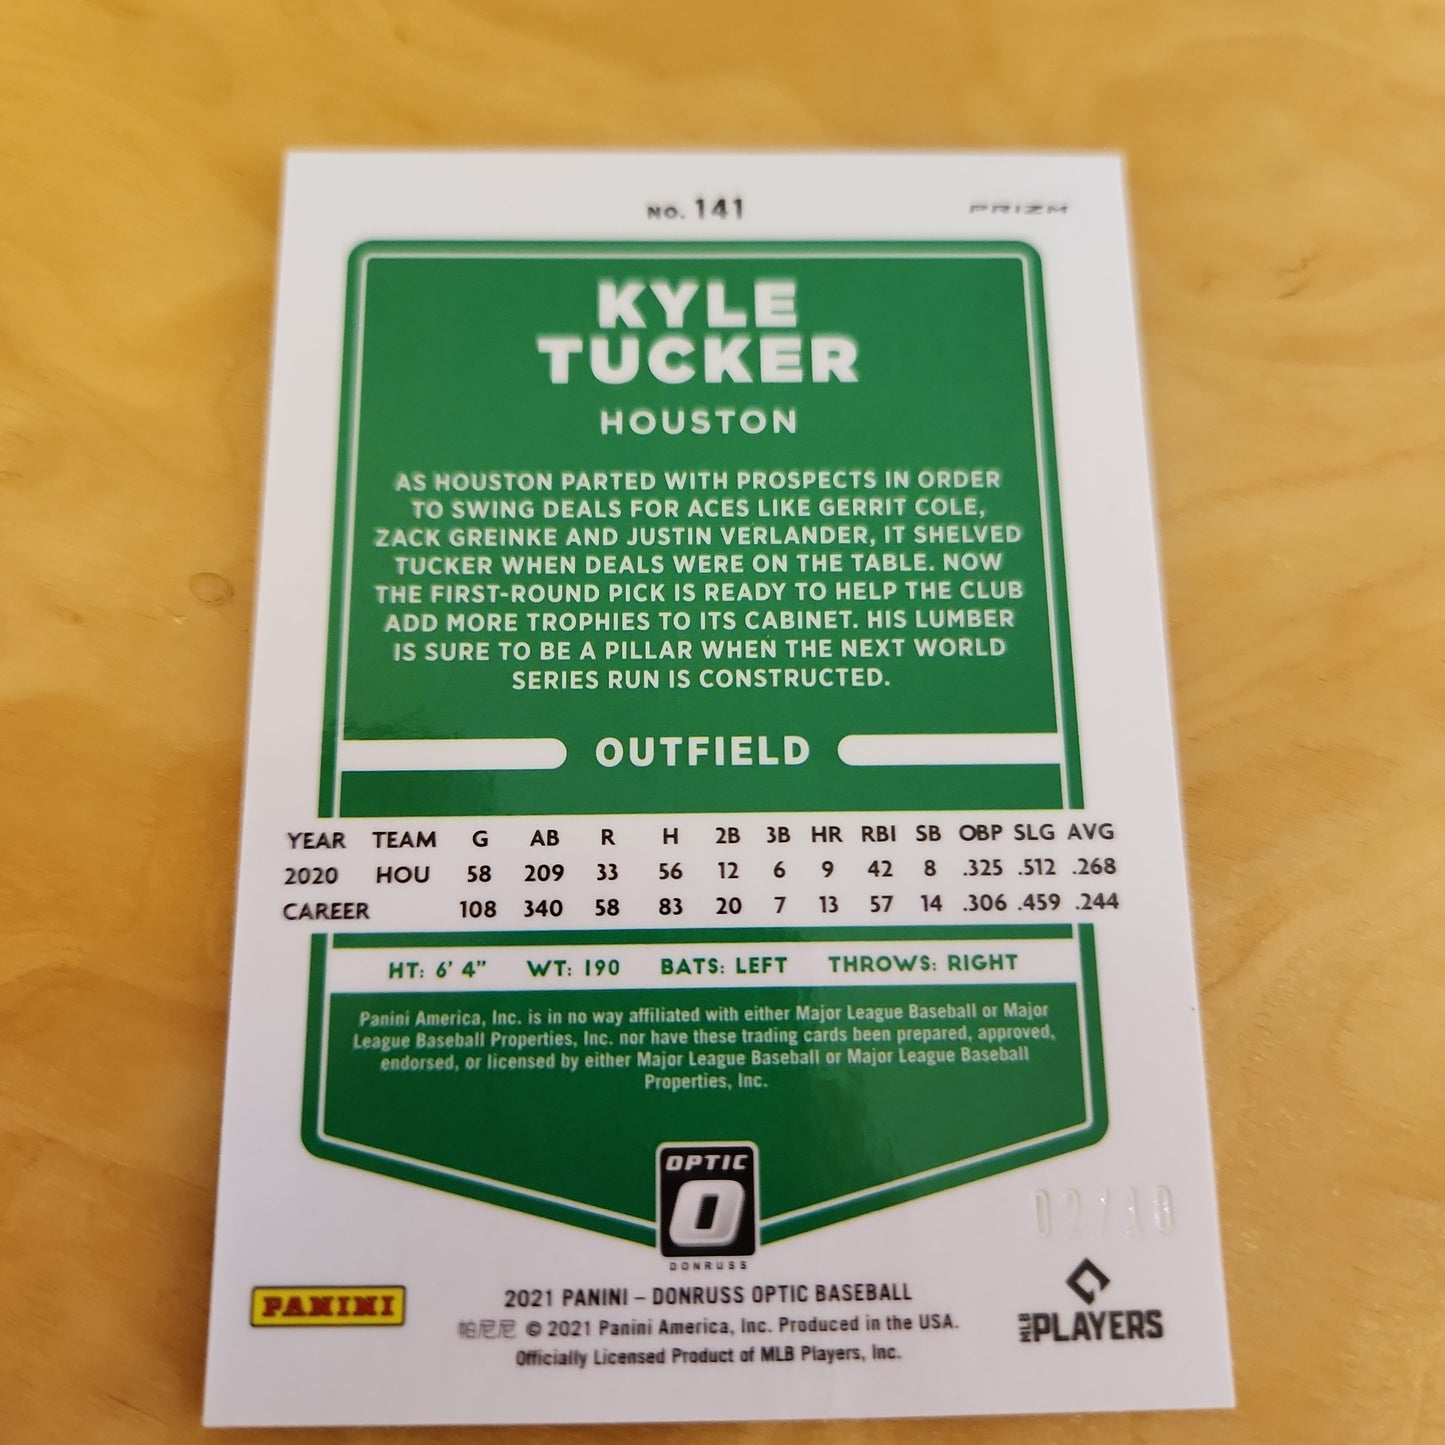 NO. 141
PRIZM
KYLE
TUCKER
HOUSTON
AS HOUSTON PARTED WITH PROSPECTS IN ORDER
TO SWING DEALS FOR ACES LIKE GERRIT COLE,
ZACK GREINKE AND JUSTIN VERLANDER, IT SHELVED
TUCKER WHEN DEALS WERE ON THE TABLE. NOW
THE FIRST-ROUND PICK IS READY TO HELP THE CLUB
ADD MORE TROPHIES TO ITS CABINET. HIS LUMBER
IS SURE TO BE A PILLAR WHEN THE NEXT WORLD
SERIES RUN IS CONSTRUCTED.
OUTFIELD
YEAR TEAM G AB R H 2B 3B HR RBI SB OBP SLG AVG
2020 HOU 58 209 33 56 12 6 9 42 8 .325 .512 .268
CAREER 108 340 58 83 20 7 13 57 14 .306 .459 .244
HT: 6' 4" WT: 190 BATS: LEFT THROWS: RIGHT
Panini America, Inc. is in no way affiliated with either Major League Baseball or Major
League Baseball Properties, Inc. nor have these trading cards been prepared, approved,
endorsed, or licensed by either Major League Baseball or Major League Baseball
Properties, Inc.
OPTIC
O
DONRUSS
02/10
PANINI
2021 PANINI – DONRUSS OPTIC BASEBALL
帕尼尼 © 2021 Panini America, Inc. Produced in the USA.
Officially Licensed Product of MLB Players, Inc.
MLB PLAYERS